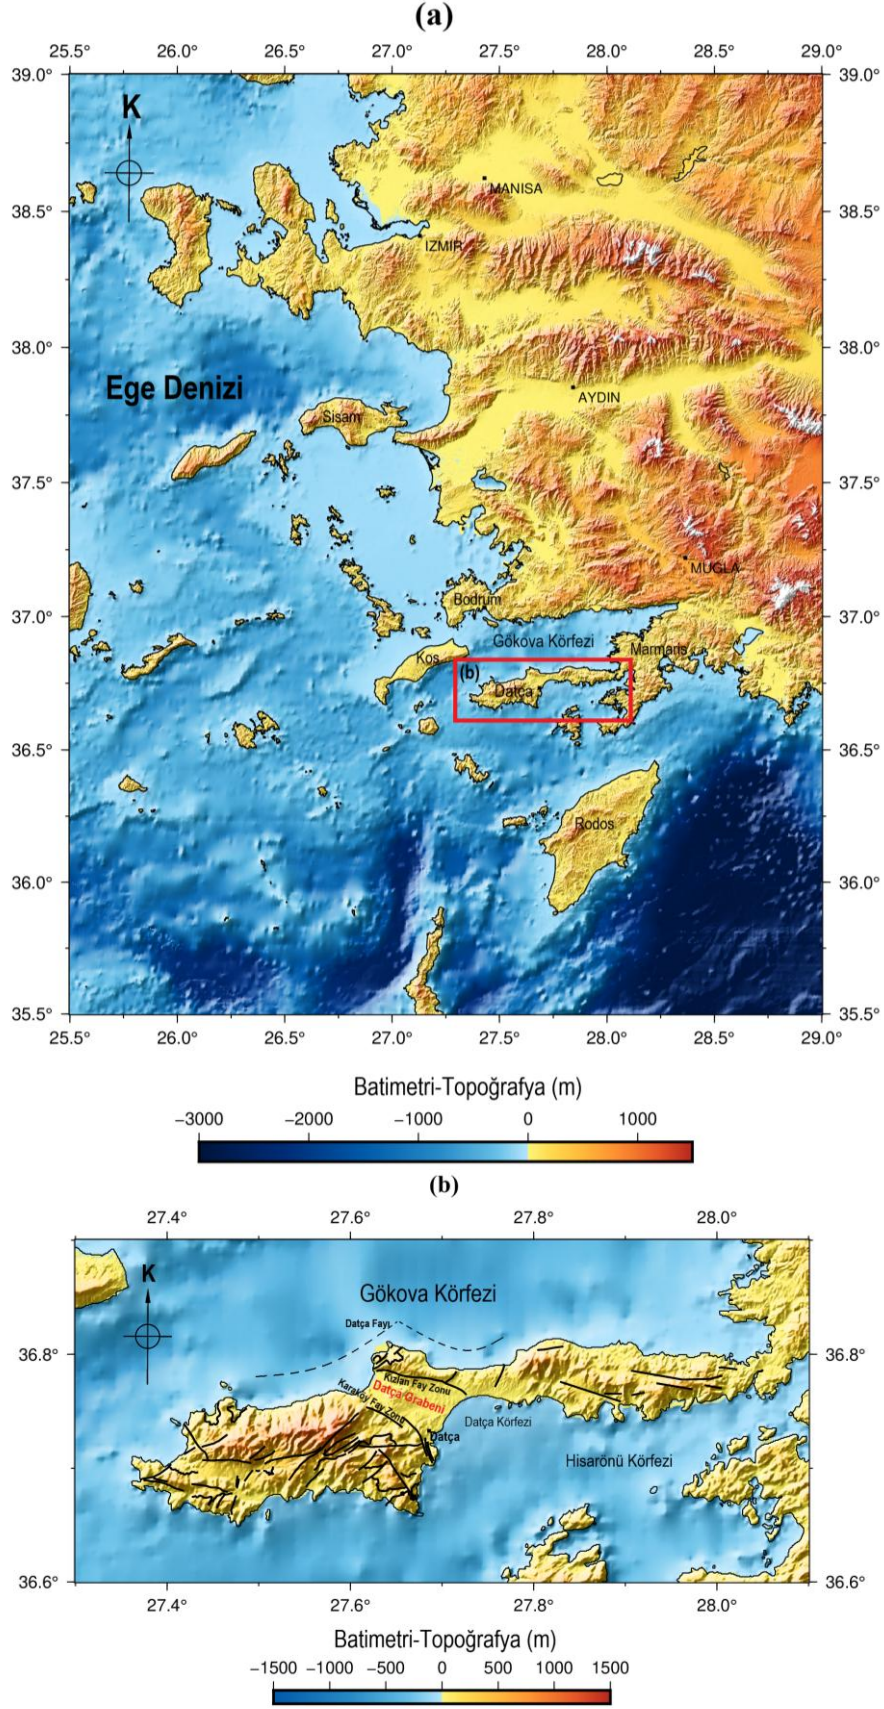 (a)
25.5° 26.0° 26.5° 27.0° 27.5° 28.0° 28.5° 29.0°
39.0° 39.0°
K
MANISA
38.5° 38.5°
IZMIR
38.0° 38.0°
Ege Denizi
AYDIN
Sisam
37.5° 37.5°
MUGLA
Bodrum
37.0° 37.0°
Gökova Körfezi
Marmaris
Kos
(b)
Datça
36.5° 36.5°
Rodos
36.0° 36.0°
35.5° 35.5°
25.5° 26.0° 26.5° 27.0° 27.5° 28.0° 28.5° 29.0°
Batimetri-Topoğrafya (m)
−3000 −2000 −1000 0 1000
(b)
27.4° 27.6° 27.8° 28.0°
K
Gökova Körfezi
Datça Fayı
36.8° 36.8°
Kızlan Fay Zonu
Datça Grabeni
Karaköy Fay Zonu
Datça Körfezi
Datça
Hisarönü Körfezi
36.6° 36.6°
27.4° 27.6° 27.8° 28.0°
Batimetri-Topoğrafya (m)
−1500 −1000 −500 0 500 1000 1500